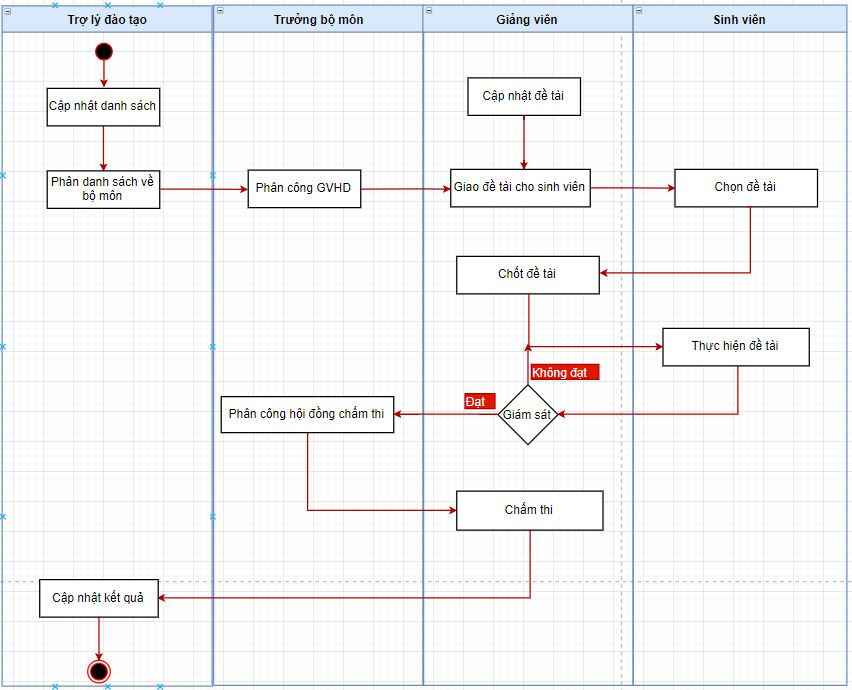 Trợ lý đào tạo
Trưởng bộ môn
Giảng viên
Sinh viên
Cập nhật danh sách
Cập nhật đề tài
Phân danh sách về
bộ môn
Phân công GVHD
Giao đề tài cho sinh viên
Chọn đề tài
Chốt đề tài
Thực hiện đề tài
Không đạt
Đạt
Phân công hội đồng chấm thi
Giám sát
Chấm thi
Cập nhật kết quả